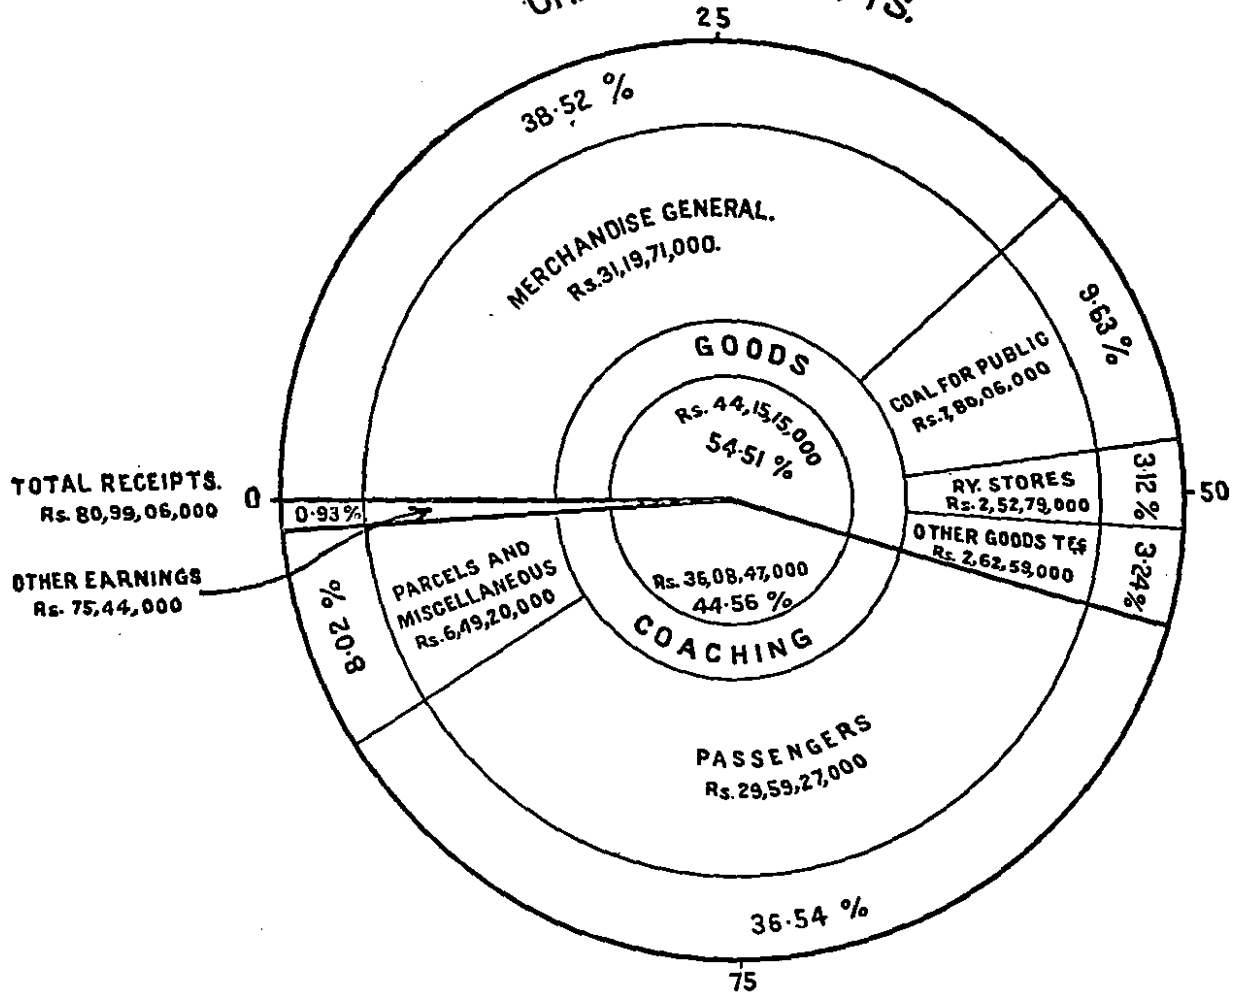 25
38·52 %
MERCHANDISE GENERAL.
Rs.31,19,71,000.
9·63 %
COAL FOR PUBLIC
Rs.7,80,06,000
GOODS
Rs. 44,15,15,000
54·51 %
TOTAL RECEIPTS.
Rs. 80,99,06,000
0
0·93%
RY. STORES
Rs.2,52,79,000
3·12 %
50
OTHER GOODS
Rs. 2,62,59,000
3·24%
OTHER EARNINGS
Rs. 75,44,000
PARCELS AND
MISCELLANEOUS
Rs.6,49,20,000
8·02 %
Rs. 36,08,47,000
44·56 %
COACHING
PASSENGERS
Rs.29,59,27,000
36·54 %
75